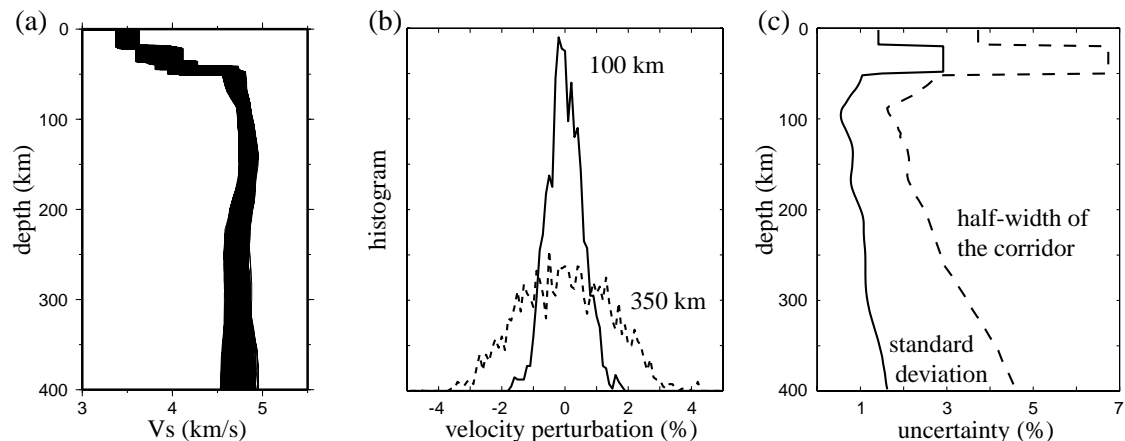 (a)
0
100
200
300
400
depth (km)
3
4
5
Vs (km/s)
(b)
100 km
350 km
histogram
-4
-2
0
2
4
velocity perturbation (%)
(c)
0
100
200
300
400
depth (km)
half-width of
the corridor
standard
deviation
1
3
5
7
uncertainty (%)